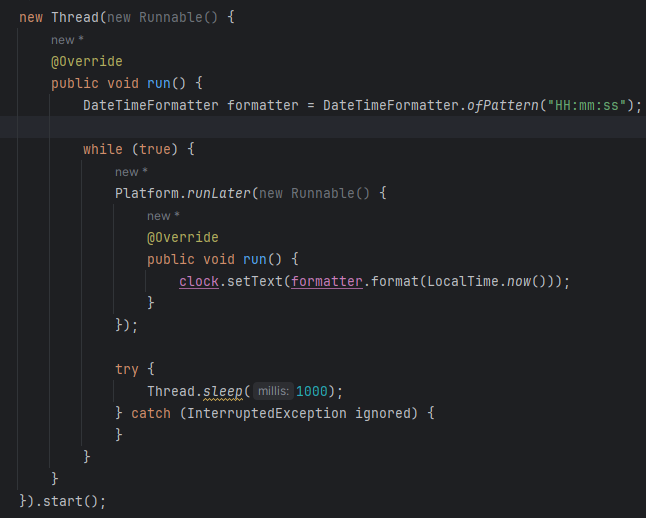 new Thread(new Runnable() {
new *
@Override
public void run() {
DateTimeFormatter formatter = DateTimeFormatter.ofPattern("HH:mm:ss");
while (true) {
new *
Platform.runLater(new Runnable() {
new *
@Override
public void run() {
clock.setText(formatter.format(LocalTime.now()));
}
});
try {
Thread.sleep( millis: 1000);
} catch (InterruptedException ignored) {
}
}
}
}).start();